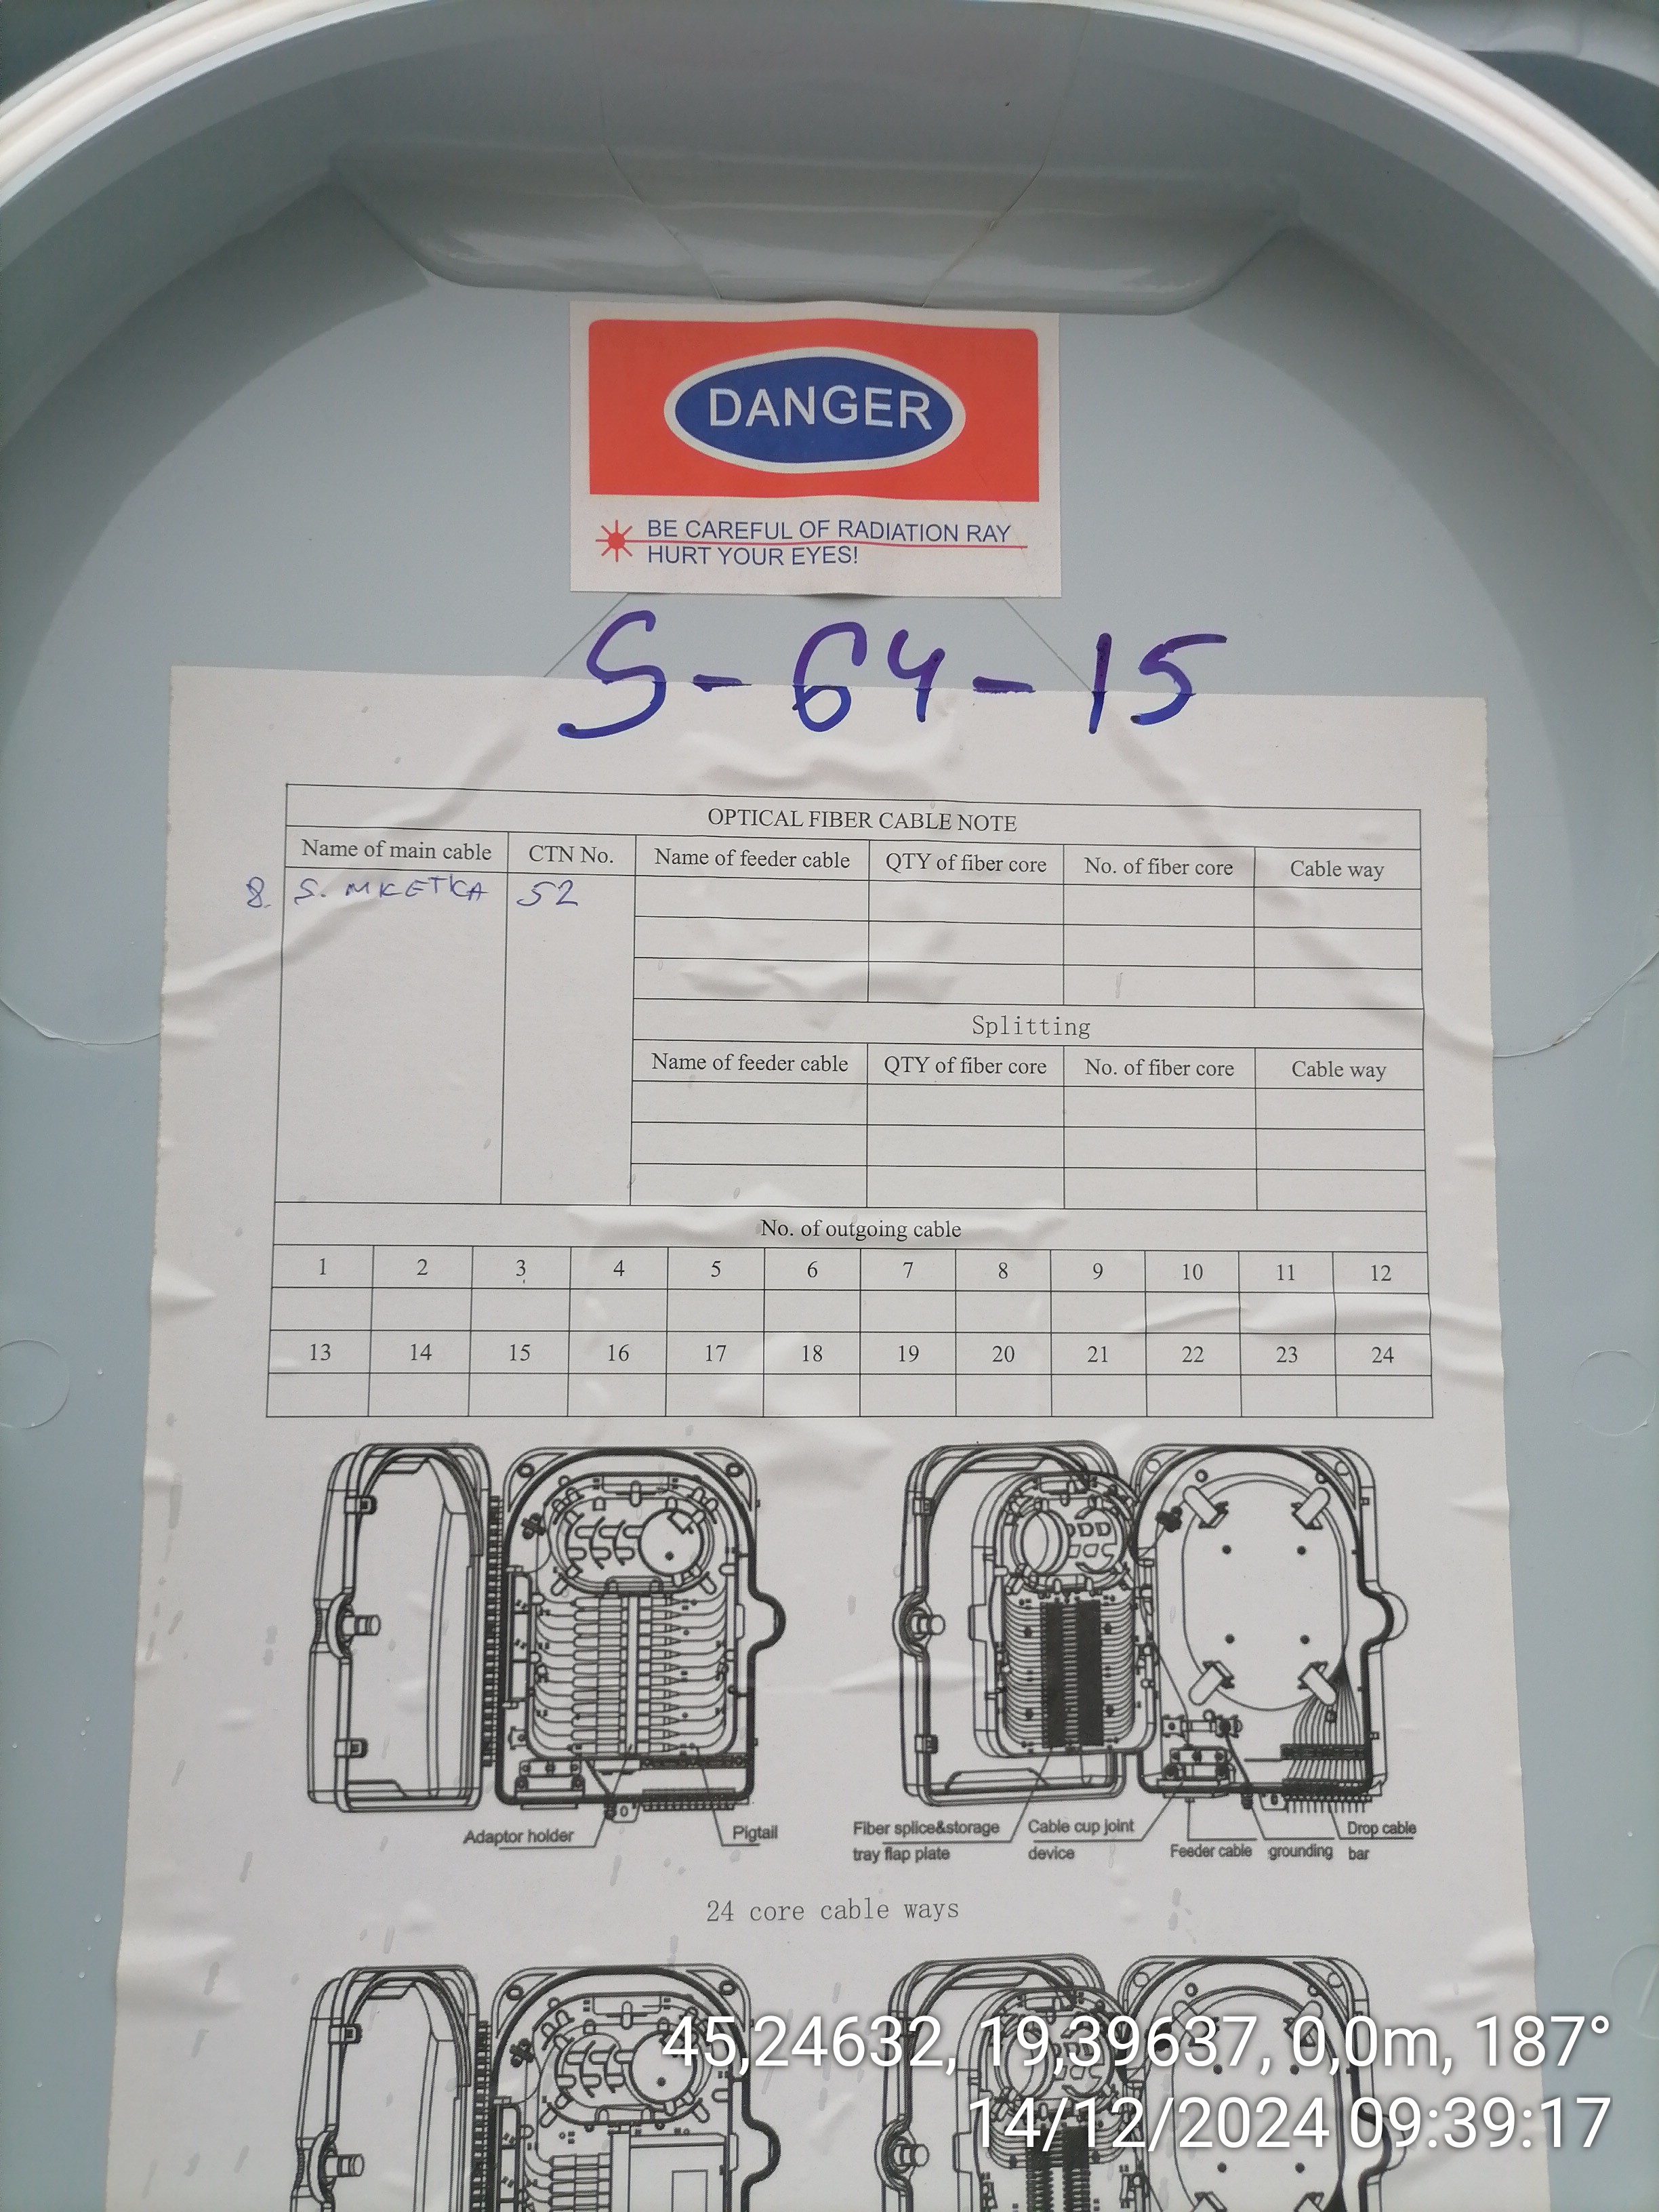 DANGER
BE CAREFUL OF RADIATION RAY
HURT YOUR EYES!
S-64-15
OPTICAL FIBER CABLE NOTE
Name of main cable CTN No. Name of feeder cable QTY of fiber core No. of fiber core Cable way
8. S. MKETKA 52
Splitting
Name of feeder cable QTY of fiber core No. of fiber core Cable way
No. of outgoing cable
1 2 3 4 5 6 7 8 9 10 11 12
13 14 15 16 17 18 19 20 21 22 23 24
Adaptor holder Pigtail
Fiber splice&storage
tray flap plate
Cable cup joint
device
Feeder cable
grounding
Drop cable
bar
24 core cable ways
45,24632, 19,39637, 0,0m, 187°
14/12/2024 09:39:17